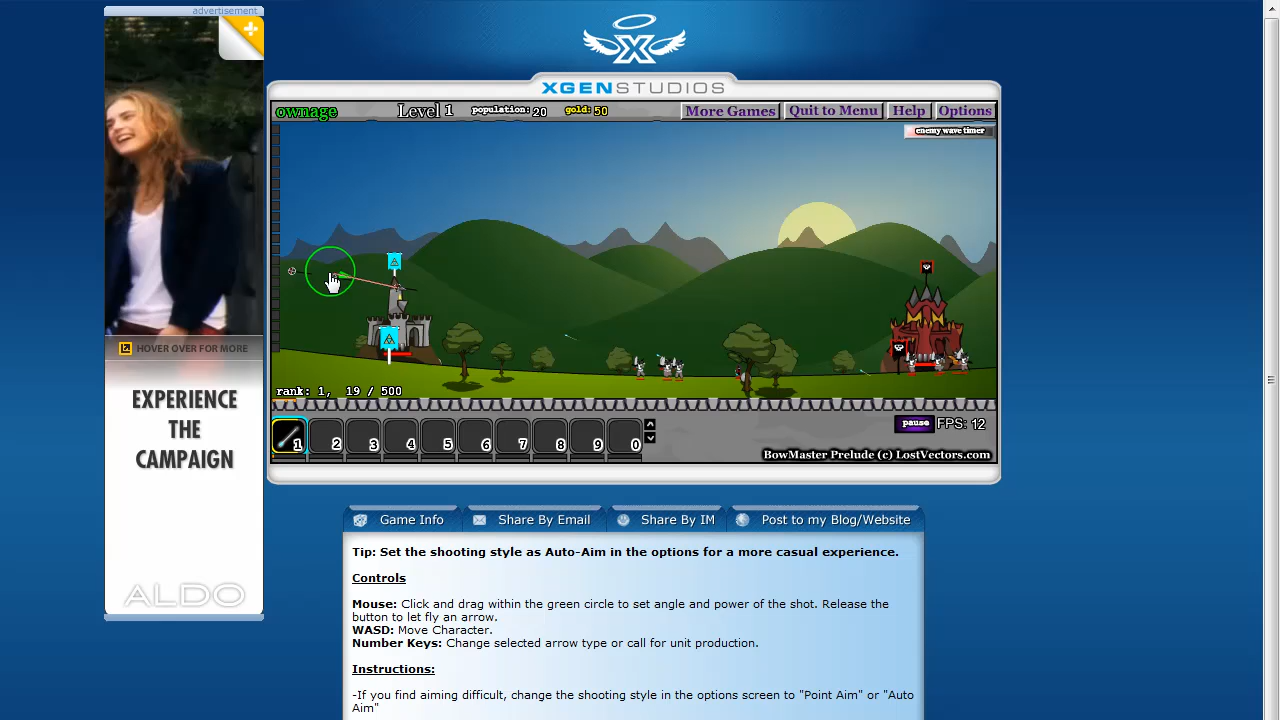 advertisement
XGENSTUDIOS
ownage Level 1 population: 20 gold: 50 More Games Quit to Menu Help Options
enemy wave timer
rank: 1, 19 / 500
1 2 3 4 5 6 7 8 9 0
pause FPS: 12
BowMaster Prelude (c) LostVectors.com
HOVER OVER FOR MORE
EXPERIENCE
THE
CAMPAIGN
ALDO
Game Info Share By Email Share By IM Post to my Blog/Website
Tip: Set the shooting style as Auto-Aim in the options for a more casual experience.
Controls
Mouse: Click and drag within the green circle to set angle and power of the shot. Release the
button to let fly an arrow.
WASD: Move Character.
Number Keys: Change selected arrow type or call for unit production.
Instructions:
-If you find aiming difficult, change the shooting style in the options screen to "Point Aim" or "Auto
Aim"